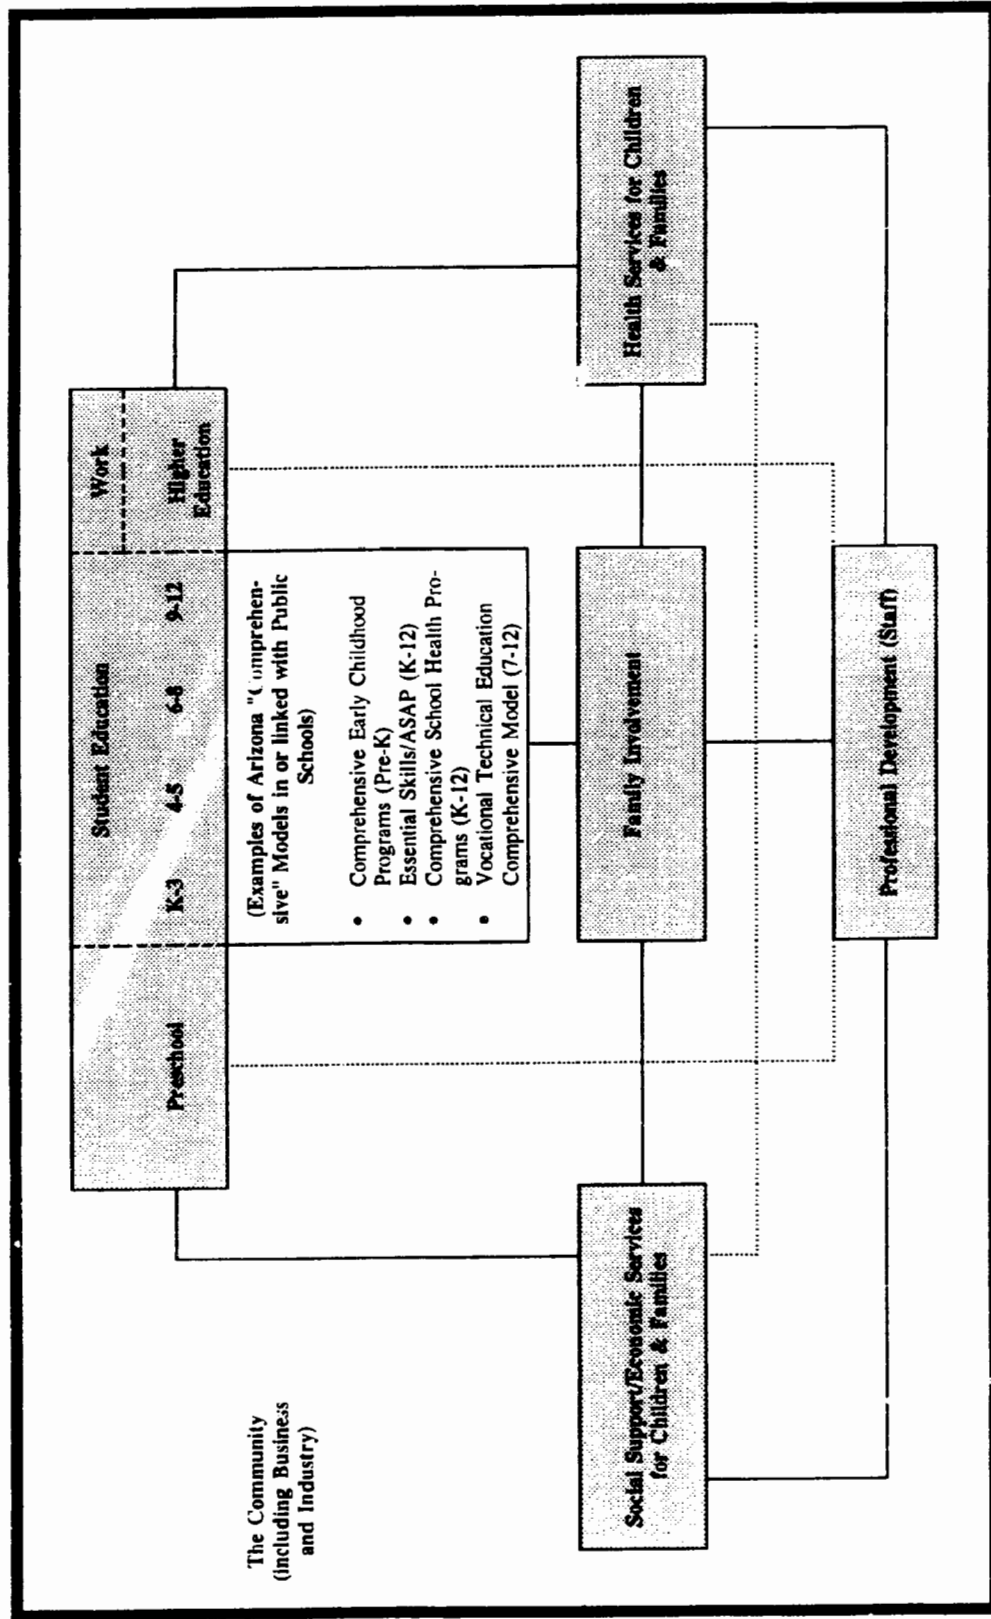 Student Education
Work
Preschool
K-3 4-5 6-8 9-12
Higher
Education
The Community
(including Business
and Industry)
(Examples of Arizona "Comprehen-
sive" Models in or linked with Public
Schools)
• Comprehensive Early Childhood
Programs (Pre-K)
• Essential Skills/ASAP (K-12)
• Comprehensive School Health Pro-
grams (K-12)
• Vocational Technical Education
Comprehensive Model (7-12)
Social Support/Economic Services
for Children & Families
Family Involvement
Health Services for Children
& Families
Professional Development (Staff)